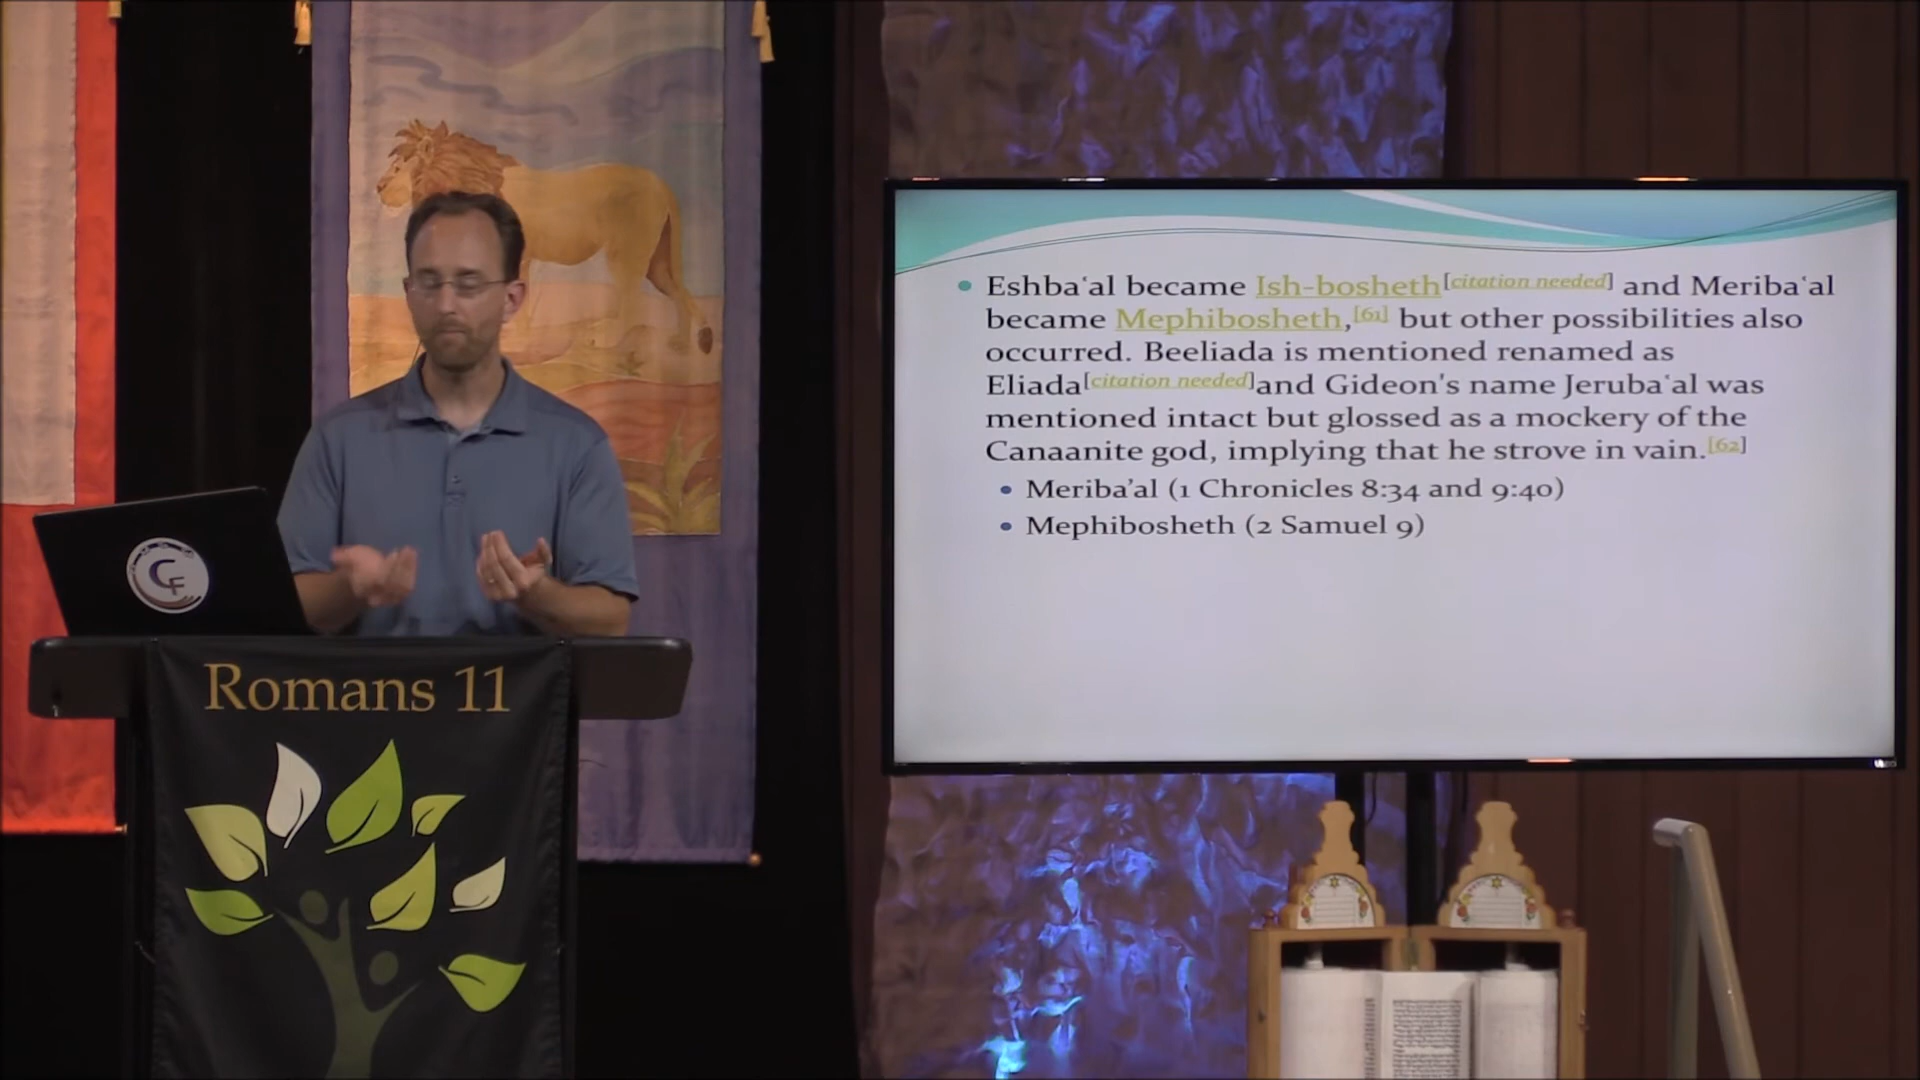 Eshbaʿal became Ish-bosheth[citation needed] and Meribaʿal
became Mephibosheth,[61] but other possibilities also
occurred. Beeliada is mentioned renamed as
Eliada[citation needed]and Gideon's name Jerubaʿal was
mentioned intact but glossed as a mockery of the
Canaanite god, implying that he strove in vain.[62]
• Meriba’al (1 Chronicles 8:34 and 9:40)
• Mephibosheth (2 Samuel 9)
CF
Romans 11